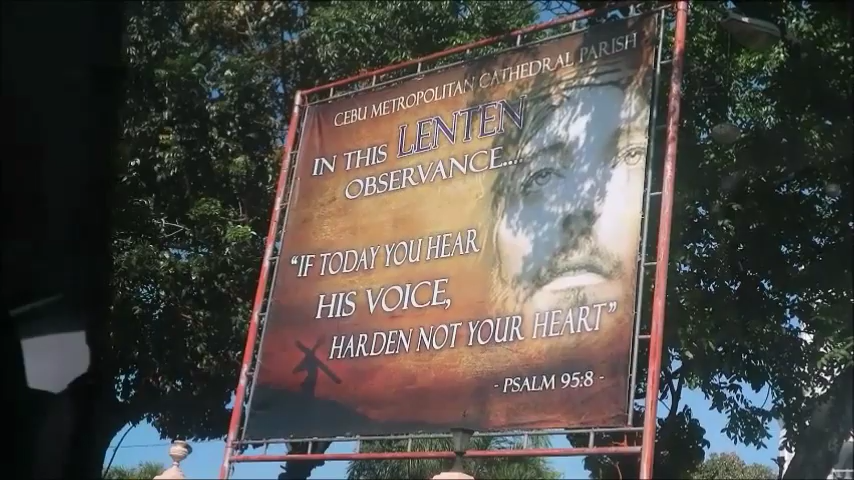 CEBU METROPOLITAN CATHEDRAL PARISH
IN THIS LENTEN
OBSERVANCE...
"IF TODAY YOU HEAR
HIS VOICE,
HARDEN NOT YOUR HEART"
- PSALM 95:8 -